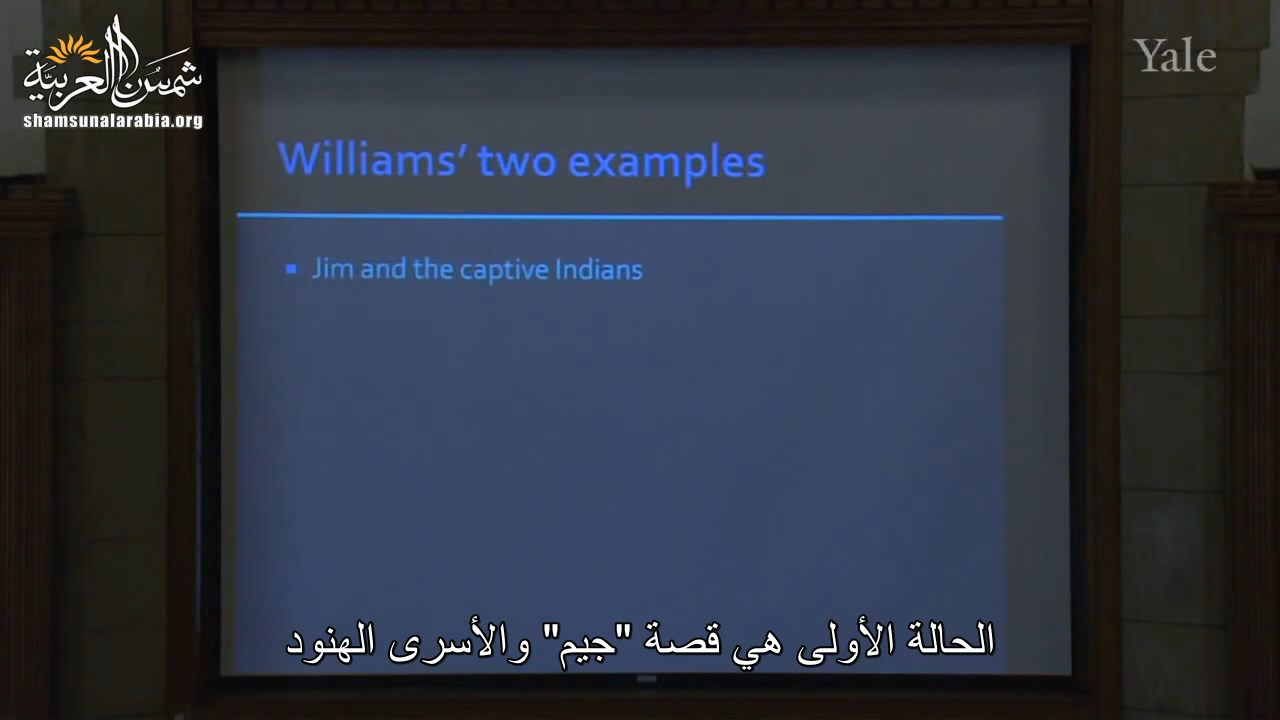 شمس العربية
shamsunalarabia.org
Yale
Williams’ two examples
▪ Jim and the captive Indians
الحالة الأولى هي قصة "جيم" والأسرى الهنود